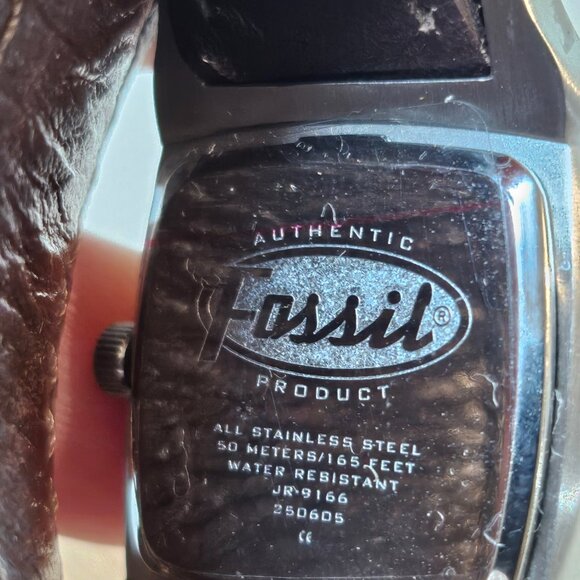 AUTHENTIC
Fossil®
PRODUCT
ALL STAINLESS STEEL
50 METERS/165 FEET
WATER RESISTANT
JR-9166
250605
CE